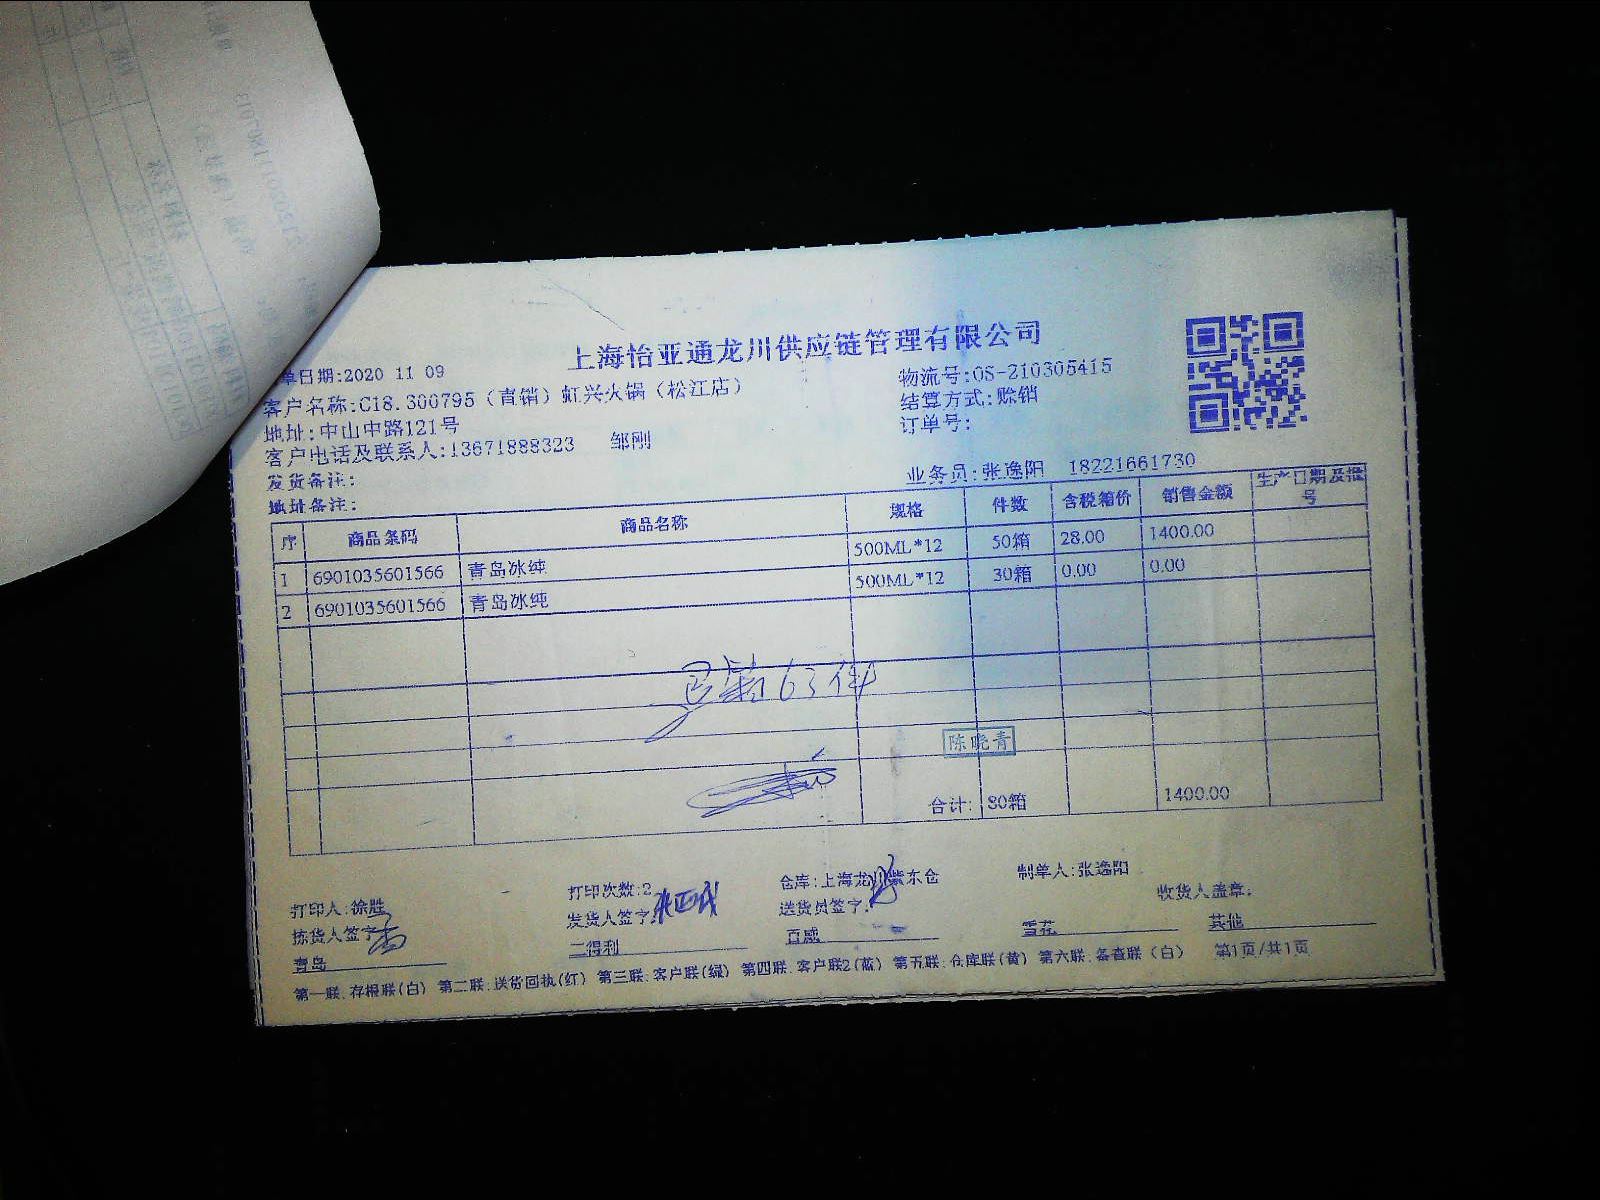 上海怡亚通龙川供应链管理有限公司
单日期:2020 11 09
物流号:OS-210305415
客户名称:C18.300795（直销）虹兴火锅（松江店）
结算方式:赊销
地址:中山中路121号
订单号:
客户电话及联系人:13671888323 邹刚
发货备注:
业务员:张逸阳 18221661730
地址备注:
序 商品条码 商品名称 规格 件数 含税箱价 销售金额 生产日期及批号
1 6901035601566 青岛冰纯 500ML*12 50箱 28.00 1400.00
2 6901035601566 青岛冰纯 500ML*12 30箱 0.00 0.00
63件
陈晓青
合计: 80箱 1400.00
打印人:徐胜 打印次数:2 仓库:上海龙川紫东仓 制单人:张逸阳
拣货人签字 发货人签字: 送货员签字: 收货人盖章:
青岛 二得利 百威 雪花 其他
第一联:存根联(白) 第二联:送货回执(红) 第三联:客户联(绿) 第四联:客户联2(蓝) 第五联:仓库联(黄) 第六联:备查联(白) 第1页/共1页